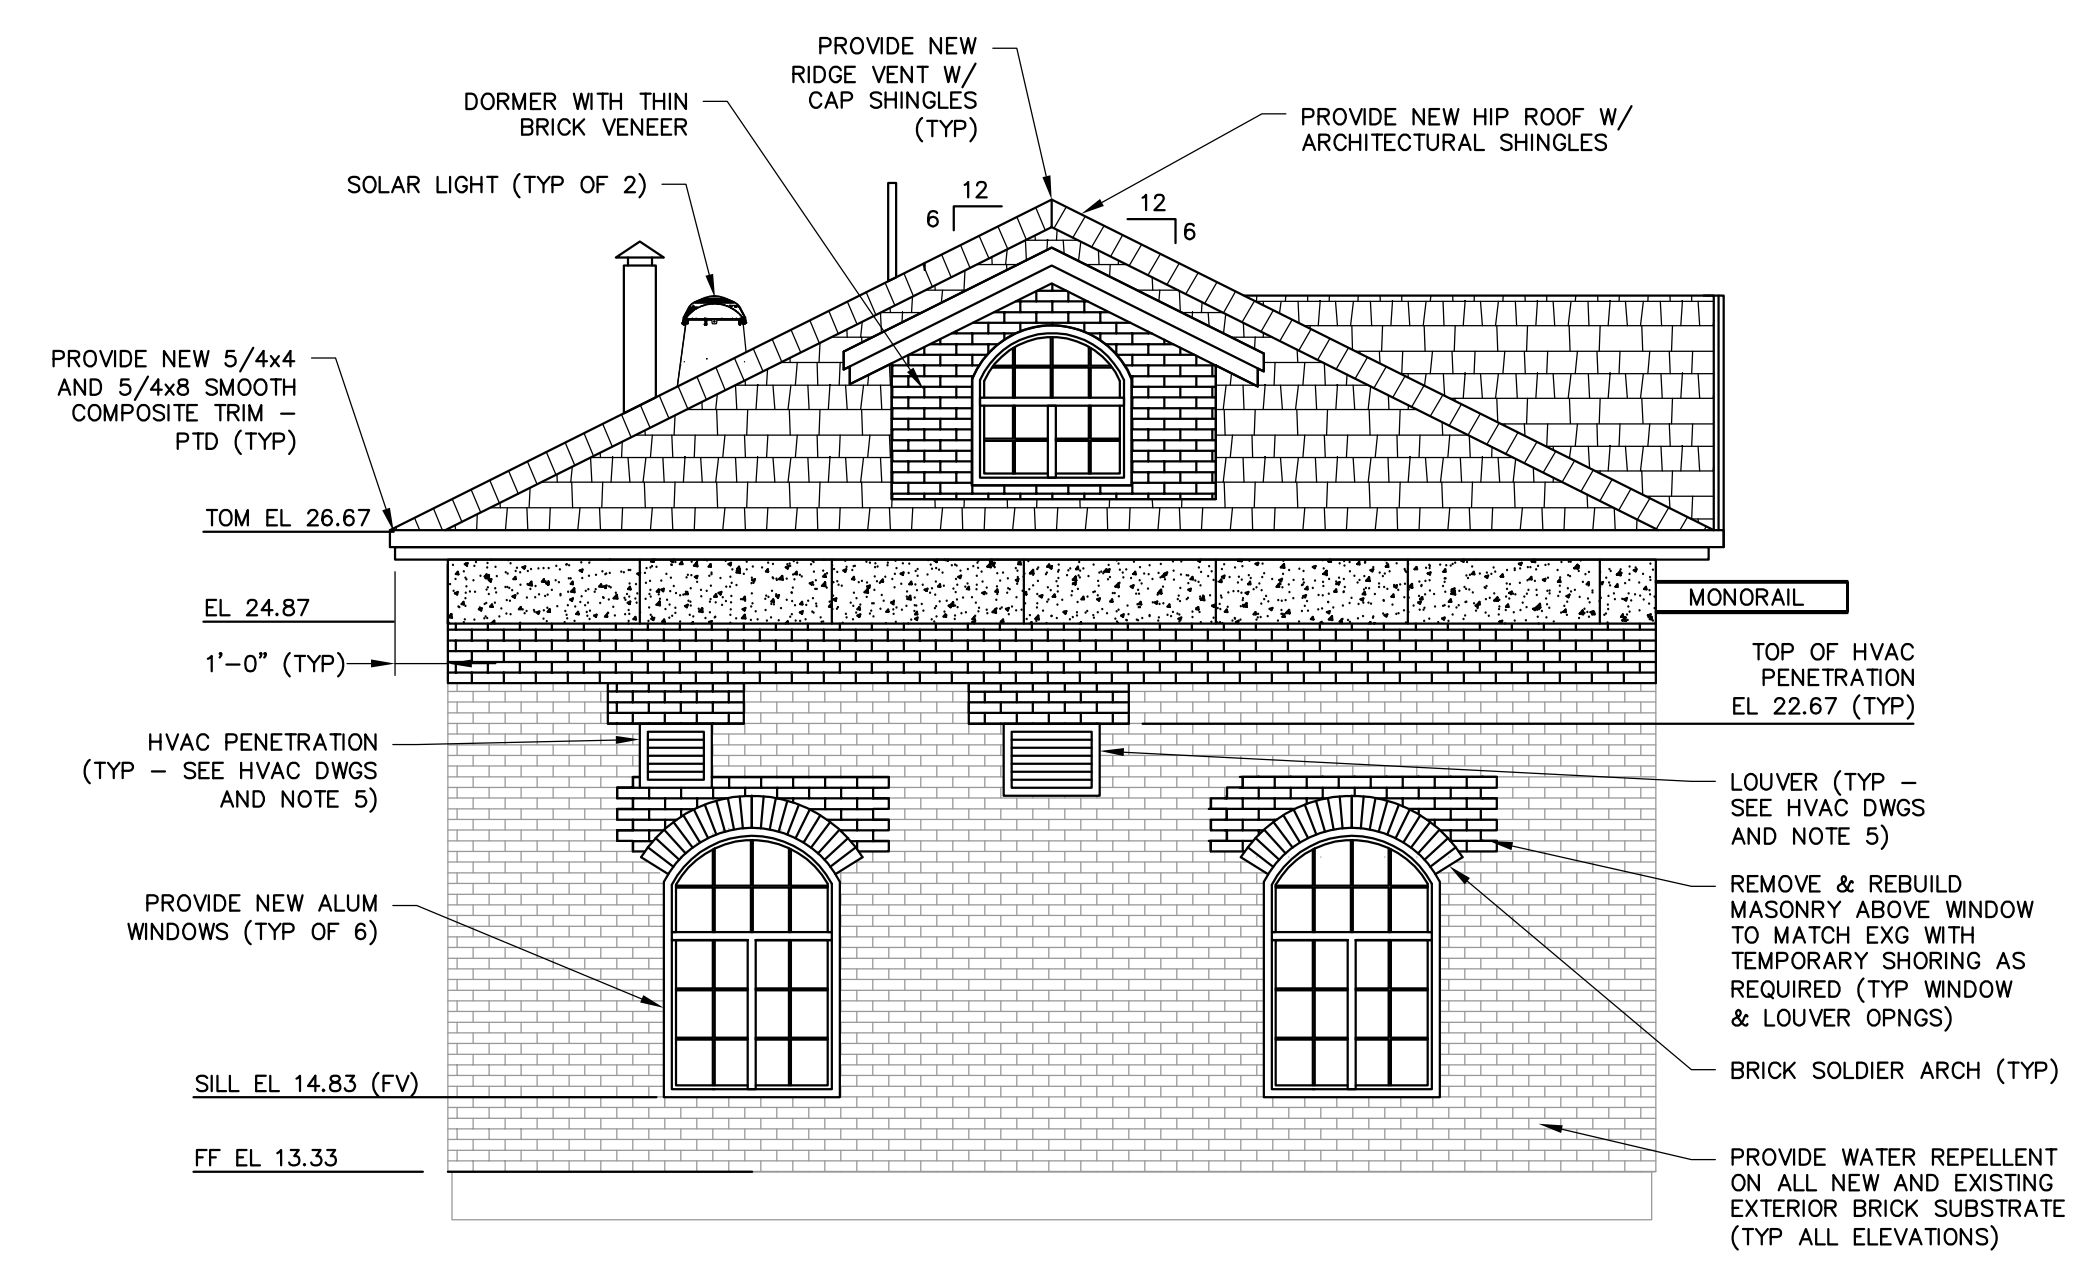 PROVIDE NEW
RIDGE VENT W/
CAP SHINGLES
(TYP)
DORMER WITH THIN
BRICK VENEER
PROVIDE NEW HIP ROOF W/
ARCHITECTURAL SHINGLES
SOLAR LIGHT (TYP OF 2)
12
6
12
6
PROVIDE NEW 5/4x4
AND 5/4x8 SMOOTH
COMPOSITE TRIM –
PTD (TYP)
TOM EL 26.67
EL 24.87
MONORAIL
1'–0" (TYP)
TOP OF HVAC
PENETRATION
EL 22.67 (TYP)
HVAC PENETRATION
(TYP – SEE HVAC DWGS
AND NOTE 5)
LOUVER (TYP –
SEE HVAC DWGS
AND NOTE 5)
PROVIDE NEW ALUM
WINDOWS (TYP OF 6)
REMOVE & REBUILD
MASONRY ABOVE WINDOW
TO MATCH EXG WITH
TEMPORARY SHORING AS
REQUIRED (TYP WINDOW
& LOUVER OPNGS)
BRICK SOLDIER ARCH (TYP)
SILL EL 14.83 (FV)
FF EL 13.33
PROVIDE WATER REPELLENT
ON ALL NEW AND EXISTING
EXTERIOR BRICK SUBSTRATE
(TYP ALL ELEVATIONS)